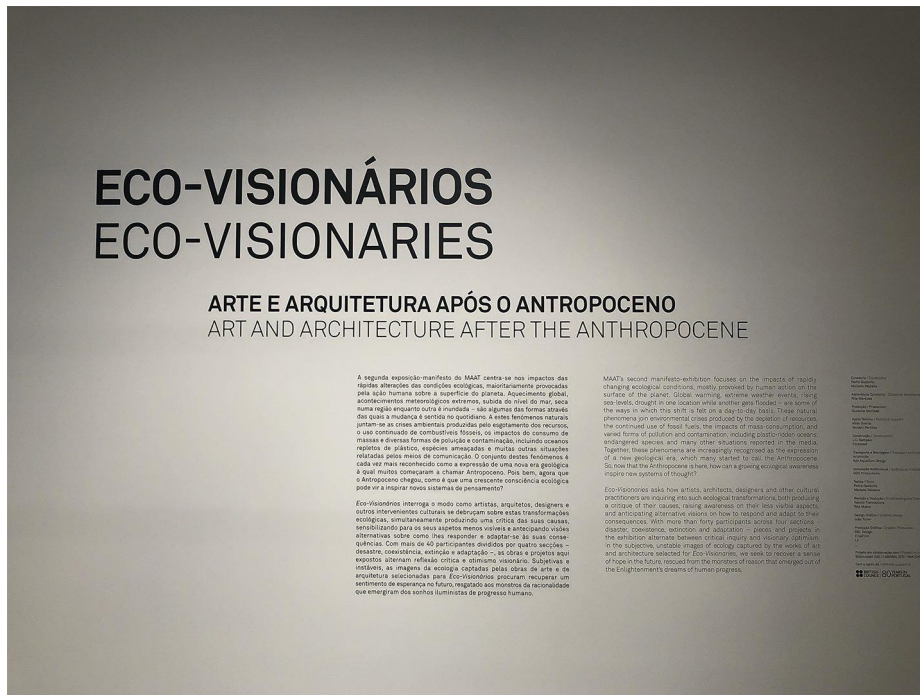 ECO-VISIONÁRIOS
ECO-VISIONARIES
ARTE E ARQUITETURA APÓS O ANTROPOCENO
ART AND ARCHITECTURE AFTER THE ANTHROPOCENE
A segunda exposição-manifesto do MAAT centra-se nos impactos das
rápidas alterações das condições ecológicas, maioritariamente provocadas
pela ação humana sobre a superfície do planeta. Aquecimento global,
acontecimentos meteorológicos extremos, subida do nível do mar, seca
numa região enquanto outra é inundada – são algumas das formas através
das quais a mudança é sentida no quotidiano. A estes fenómenos naturais
juntam-se as crises ambientais produzidas pelo esgotamento dos recursos,
o uso continuado de combustíveis fósseis, os impactos do consumo de
massas e diversas formas de poluição e contaminação, incluindo oceanos
repletos de plástico, espécies ameaçadas e muitas outras situações
relatadas pelos meios de comunicação. O conjunto destes fenómenos é
cada vez mais reconhecido como a expressão de uma nova era geológica
à qual muitos começaram a chamar Antropoceno. Pois bem, agora que
o Antropoceno chegou, como é que uma crescente consciência ecológica
pode vir a inspirar novos sistemas de pensamento?
Eco-Visionários interroga o modo como artistas, arquitetos, designers e
outros intervenientes culturais se debruçam sobre estas transformações
ecológicas, simultaneamente produzindo uma crítica das suas causas,
sensibilizando para os seus aspetos menos visíveis e antecipando visões
alternativas sobre como lhes responder e adaptar-se às suas conse-
quências. Com mais de 40 participantes divididos por quatro secções –
desastre, coexistência, extinção e adaptação –, as obras e projetos aqui
expostos alternam reflexão crítica e otimismo visionário. Subjetivas e
instáveis, as imagens da ecologia captadas pelas obras de arte e de
arquitetura selecionadas para Eco-Visionários procuram recuperar um
sentimento de esperança no futuro, resgatado aos monstros da racionalidade
que emergiram dos sonhos iluministas de progresso humano.
MAAT's second manifesto-exhibition focuses on the impacts of rapidly
changing ecological conditions, mostly provoked by human action on the
surface of the planet. Global warming, extreme weather events, rising
sea-levels, drought in one location while another gets flooded – are some of
the ways in which this shift is felt on a day-to-day basis. These natural
phenomena join environmental crises produced by the depletion of resources,
the continued use of fossil fuels, the impacts of mass-consumption, and
varied forms of pollution and contamination, including plastic-ridden oceans,
endangered species and many other situations reported in the media.
Together, these phenomena are increasingly recognised as the expression
of a new geological era, which many started to call the Anthropocene.
So, now that the Anthropocene is here, how can a growing ecological awareness
inspire new systems of thought?
Eco-Visionaries asks how artists, architects, designers and other cultural
practitioners are inquiring into such ecological transformations, both producing
a critique of their causes, raising awareness on their less visible aspects,
and anticipating alternative visions on how to respond and adapt to their
consequences. With more than forty participants across four sections –
disaster, coexistence, extinction and adaptation – pieces and projects in
the exhibition alternate between critical inquiry and visionary optimism.
In the subjective, unstable images of ecology captured by the works of art
and architecture selected for Eco-Visionaries, we seek to recover a sense
of hope in the future, rescued from the monsters of reason that emerged out of
the Enlightenment's dreams of human progress.
BRITISH
COUNCIL